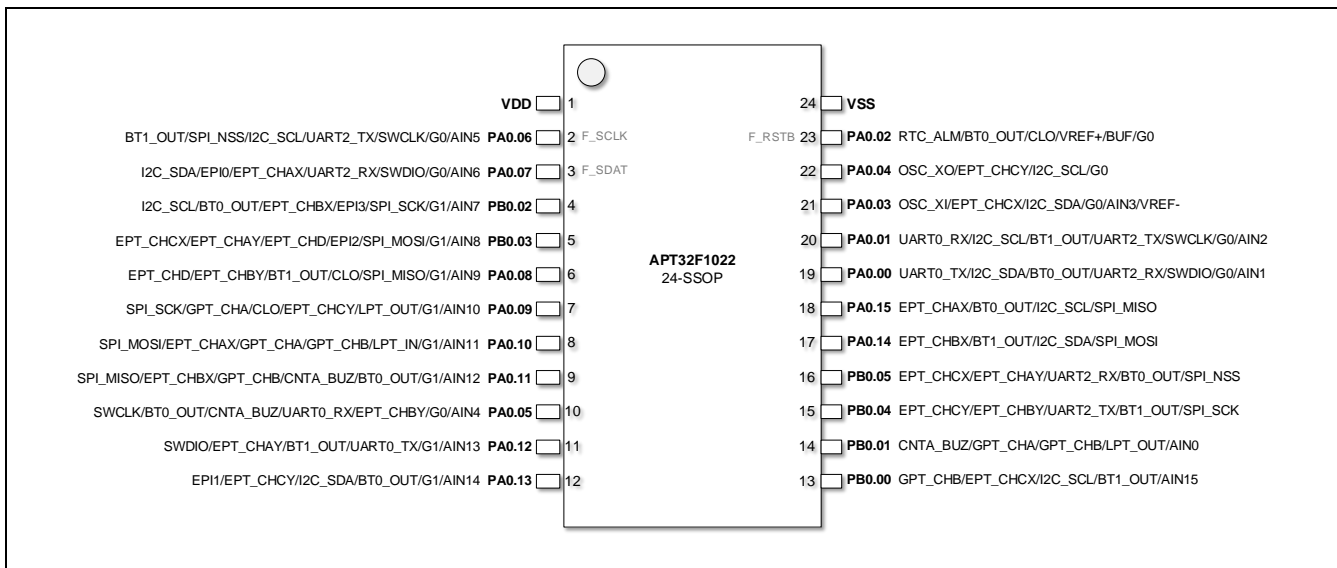 VDD 1 24 VSS
BT1_OUT/SPI_NSS/I2C_SCL/UART2_TX/SWCLK/G0/AIN5 PA0.06 2 F_SCLK F_RSTB 23 PA0.02 RTC_ALM/BT0_OUT/CLO/VREF+/BUF/G0
I2C_SDA/EPI0/EPT_CHAX/UART2_RX/SWDIO/G0/AIN6 PA0.07 3 F_SDAT 22 PA0.04 OSC_XO/EPT_CHCY/I2C_SCL/G0
I2C_SCL/BT0_OUT/EPT_CHBX/EPI3/SPI_SCK/G1/AIN7 PB0.02 4 21 PA0.03 OSC_XI/EPT_CHCX/I2C_SDA/G0/AIN3/VREF-
EPT_CHCX/EPT_CHAY/EPT_CHD/EPI2/SPI_MOSI/G1/AIN8 PB0.03 5 20 PA0.01 UART0_RX/I2C_SCL/BT1_OUT/UART2_TX/SWCLK/G0/AIN2
APT32F1022
24-SSOP
EPT_CHD/EPT_CHBY/BT1_OUT/CLO/SPI_MISO/G1/AIN9 PA0.08 6 19 PA0.00 UART0_TX/I2C_SDA/BT0_OUT/UART2_RX/SWDIO/G0/AIN1
SPI_SCK/GPT_CHA/CLO/EPT_CHCY/LPT_OUT/G1/AIN10 PA0.09 7 18 PA0.15 EPT_CHAX/BT0_OUT/I2C_SCL/SPI_MISO
SPI_MOSI/EPT_CHAX/GPT_CHA/GPT_CHB/LPT_IN/G1/AIN11 PA0.10 8 17 PA0.14 EPT_CHBX/BT1_OUT/I2C_SDA/SPI_MOSI
SPI_MISO/EPT_CHBX/GPT_CHB/CNTA_BUZ/BT0_OUT/G1/AIN12 PA0.11 9 16 PB0.05 EPT_CHCX/EPT_CHAY/UART2_RX/BT0_OUT/SPI_NSS
SWCLK/BT0_OUT/CNTA_BUZ/UART0_RX/EPT_CHBY/G0/AIN4 PA0.05 10 15 PB0.04 EPT_CHCY/EPT_CHBY/UART2_TX/BT1_OUT/SPI_SCK
SWDIO/EPT_CHAY/BT1_OUT/UART0_TX/G1/AIN13 PA0.12 11 14 PB0.01 CNTA_BUZ/GPT_CHA/GPT_CHB/LPT_OUT/AIN0
EPI1/EPT_CHCY/I2C_SDA/BT0_OUT/G1/AIN14 PA0.13 12 13 PB0.00 GPT_CHB/EPT_CHCX/I2C_SCL/BT1_OUT/AIN15